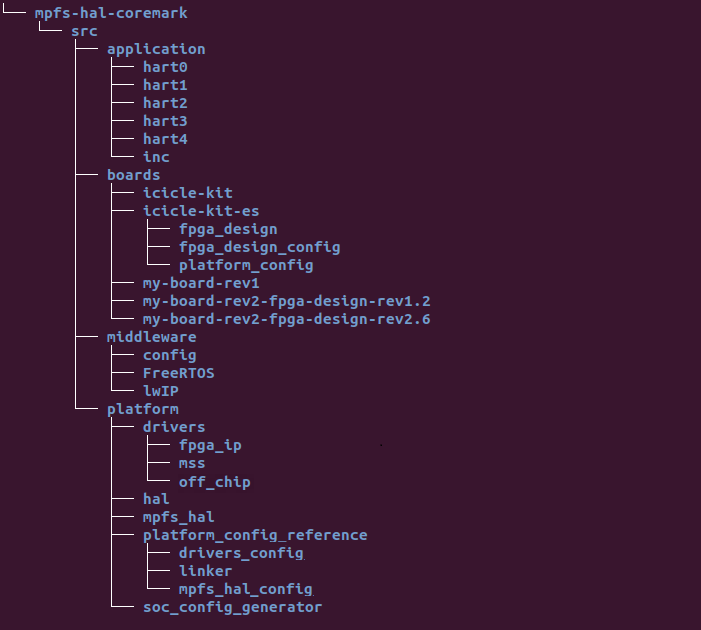 mpfs-hal-coremark
src
application
hart0
hart1
hart2
hart3
hart4
inc
boards
icicle-kit
icicle-kit-es
fpga_design
fpga_design_config
platform_config
my-board-rev1
my-board-rev2-fpga-design-rev1.2
my-board-rev2-fpga-design-rev2.6
middleware
config
FreeRTOS
lwIP
platform
drivers
fpga_ip
mss
off_chip
hal
mpfs_hal
platform_config_reference
drivers_config
linker
mpfs_hal_config
soc_config_generator